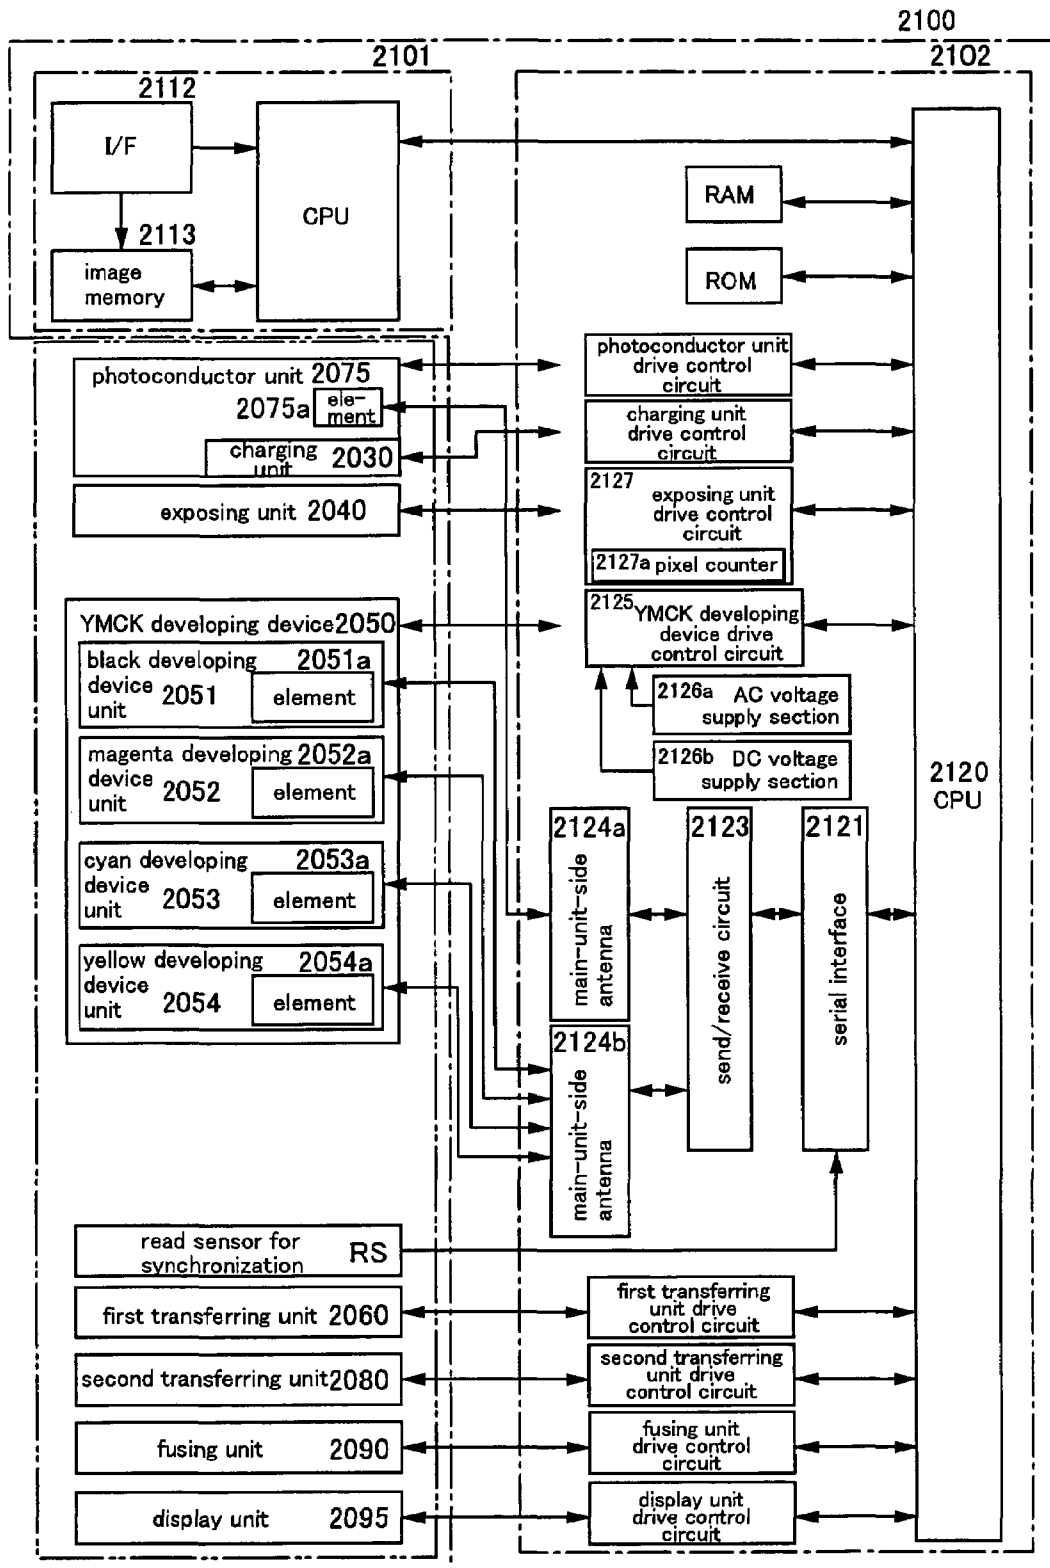 2100
2101
2102
2112
I/F
CPU
2113
image
memory
RAM
ROM
photoconductor unit 2075
2075a
ele-
ment
charging
unit
2030
exposing unit 2040
photoconductor unit
drive control
circuit
charging unit
drive control
circuit
2127
exposing unit
drive control
circuit
2127a pixel counter
YMCK developing device 2050
black developing
device
unit
2051
2051a
element
magenta developing
device
unit
2052
2052a
element
cyan developing
device
unit
2053
2053a
element
yellow developing
device
unit
2054
2054a
element
2125 YMCK developing
device drive
control circuit
2126a AC voltage
supply section
2126b DC voltage
supply section
2120
CPU
2124a
main-unit-side
antenna
2123
send/receive circuit
2121
serial interface
2124b
main-unit-side
antenna
read sensor for
synchronization
RS
first transferring unit 2060
first transferring
unit drive
control circuit
second transferring unit 2080
second transferring
unit drive
control circuit
fusing unit 2090
fusing unit
drive control
circuit
display unit 2095
display unit
drive control
circuit